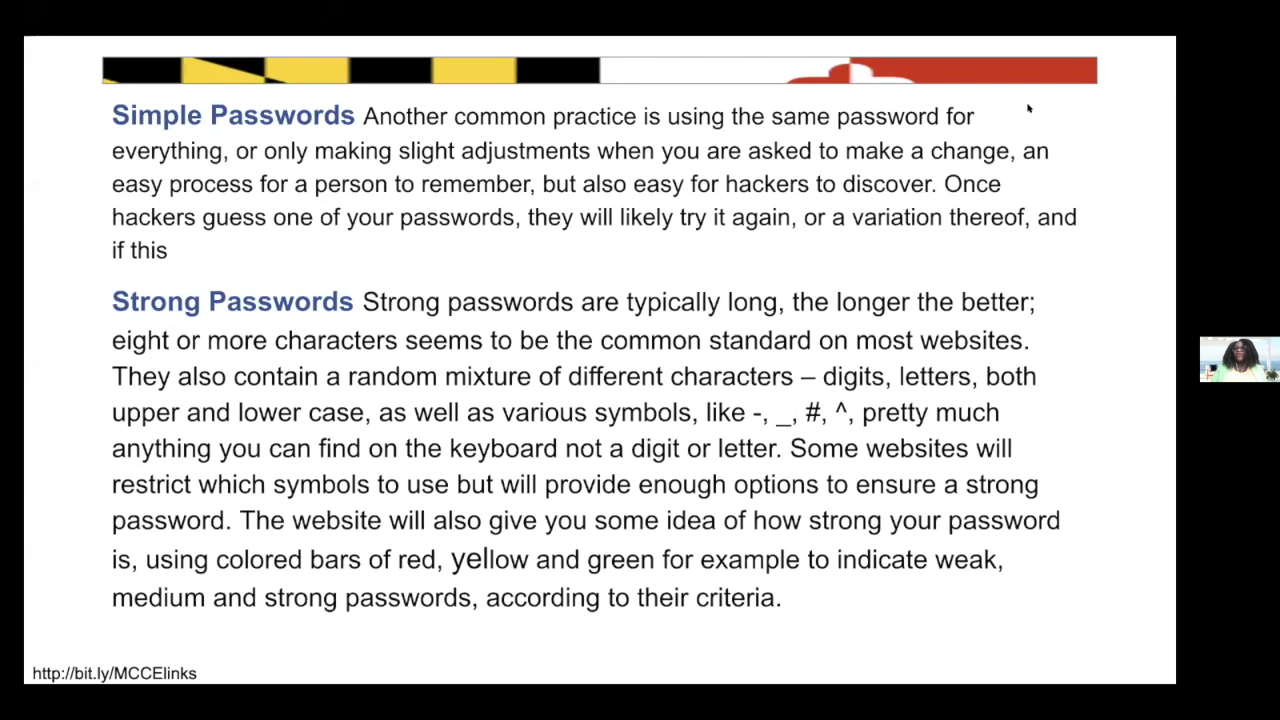 Simple Passwords Another common practice is using the same password for
everything, or only making slight adjustments when you are asked to make a change, an
easy process for a person to remember, but also easy for hackers to discover. Once
hackers guess one of your passwords, they will likely try it again, or a variation thereof, and
if this
Strong Passwords Strong passwords are typically long, the longer the better;
eight or more characters seems to be the common standard on most websites.
They also contain a random mixture of different characters – digits, letters, both
upper and lower case, as well as various symbols, like -, _, #, ^, pretty much
anything you can find on the keyboard not a digit or letter. Some websites will
restrict which symbols to use but will provide enough options to ensure a strong
password. The website will also give you some idea of how strong your password
is, using colored bars of red, yellow and green for example to indicate weak,
medium and strong passwords, according to their criteria.
http://bit.ly/MCCElinks